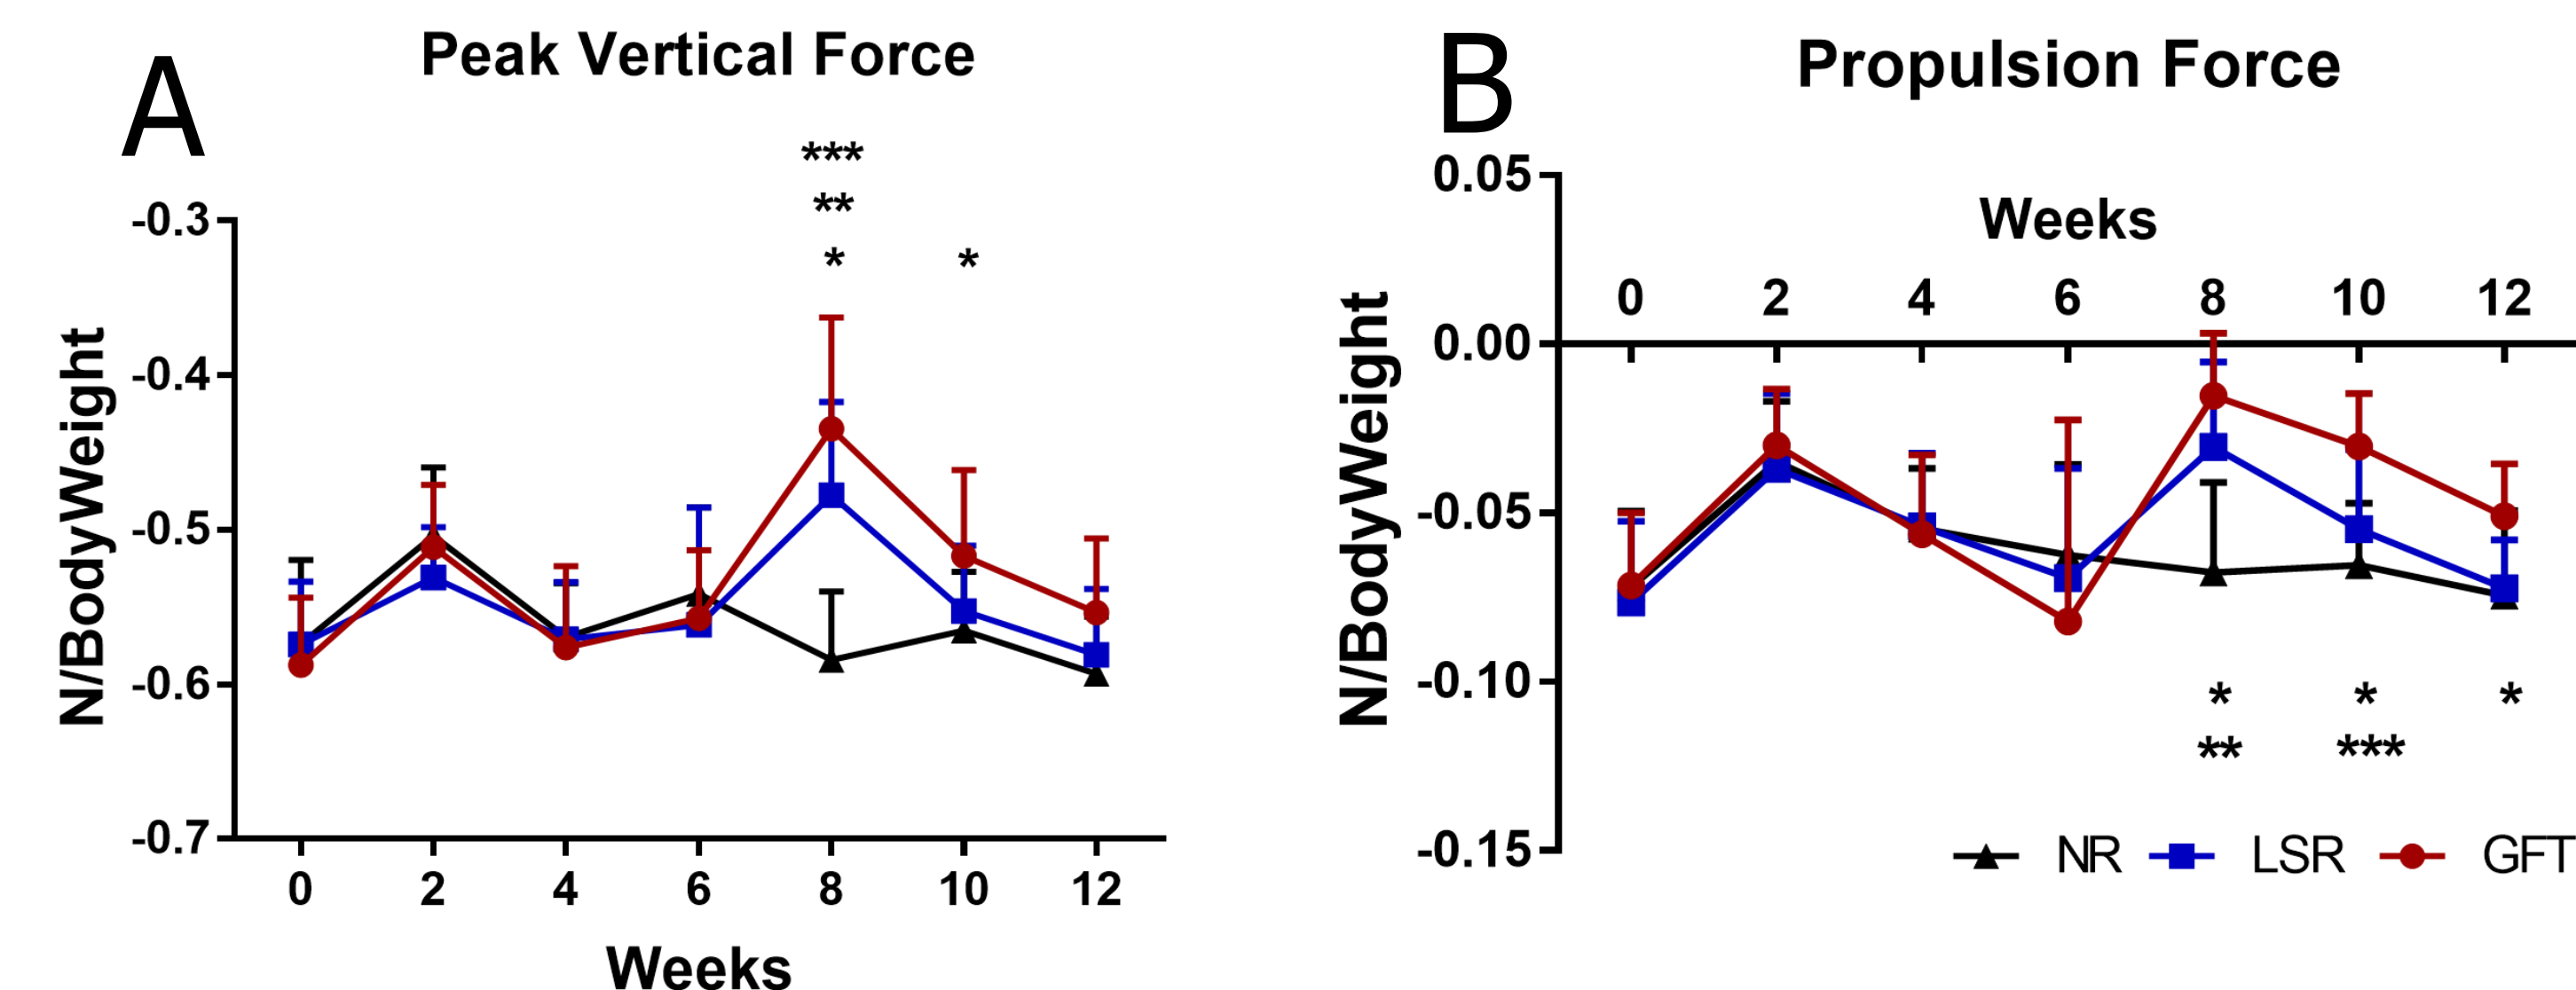 A
Peak Vertical Force
***
**
*
*
-0.3
-0.4
-0.5
-0.6
-0.7
N/BodyWeight
0 2 4 6 8 10 12
Weeks
B
Propulsion Force
0.05
0.00
-0.05
-0.10
-0.15
N/BodyWeight
Weeks
0 2 4 6 8 10 12
* * *
** ***
NR LSR GFT